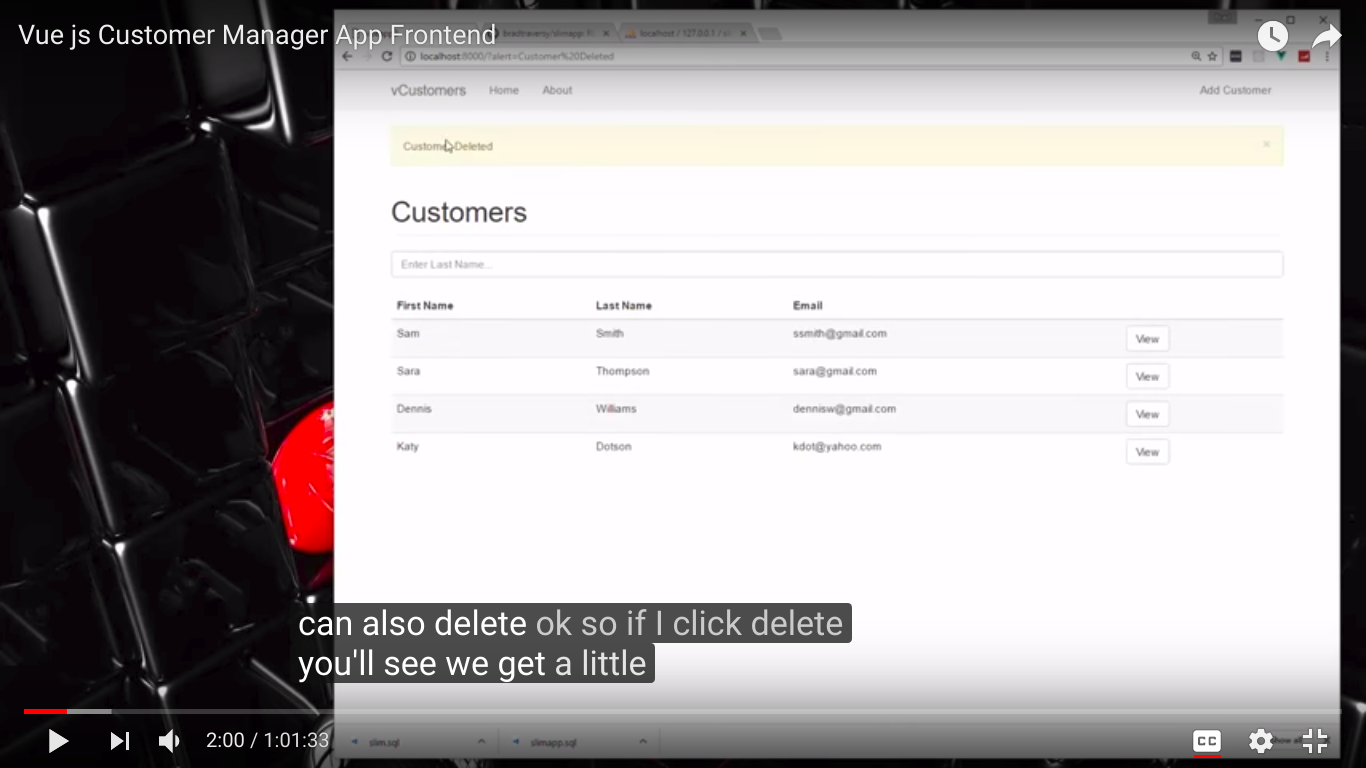 Vue js Customer Manager App Frontend
bradtraversy/slimapp: localhost / 127.0.0.1 /
localhost:8000/?alert=Customer%20Deleted
vCustomers Home About Add Customer
Customer Deleted ×
Customers
Enter Last Name...
First Name Last Name Email
Sam Smith ssmith@gmail.com View
Sara Thompson sara@gmail.com View
Dennis Williams dennisw@gmail.com View
Katy Dotson kdot@yahoo.com View
can also delete ok so if I click delete
you'll see we get a little
2:00 / 1:01:33 CC
slim.sql slimapp.sql Show all